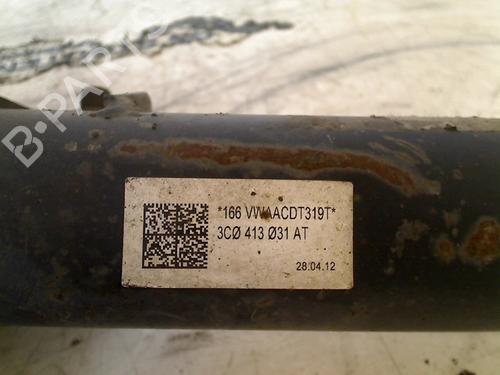 B-PARTS
*166 VWAACDT319T*
3CØ 413 Ø31 AT
28.04.12